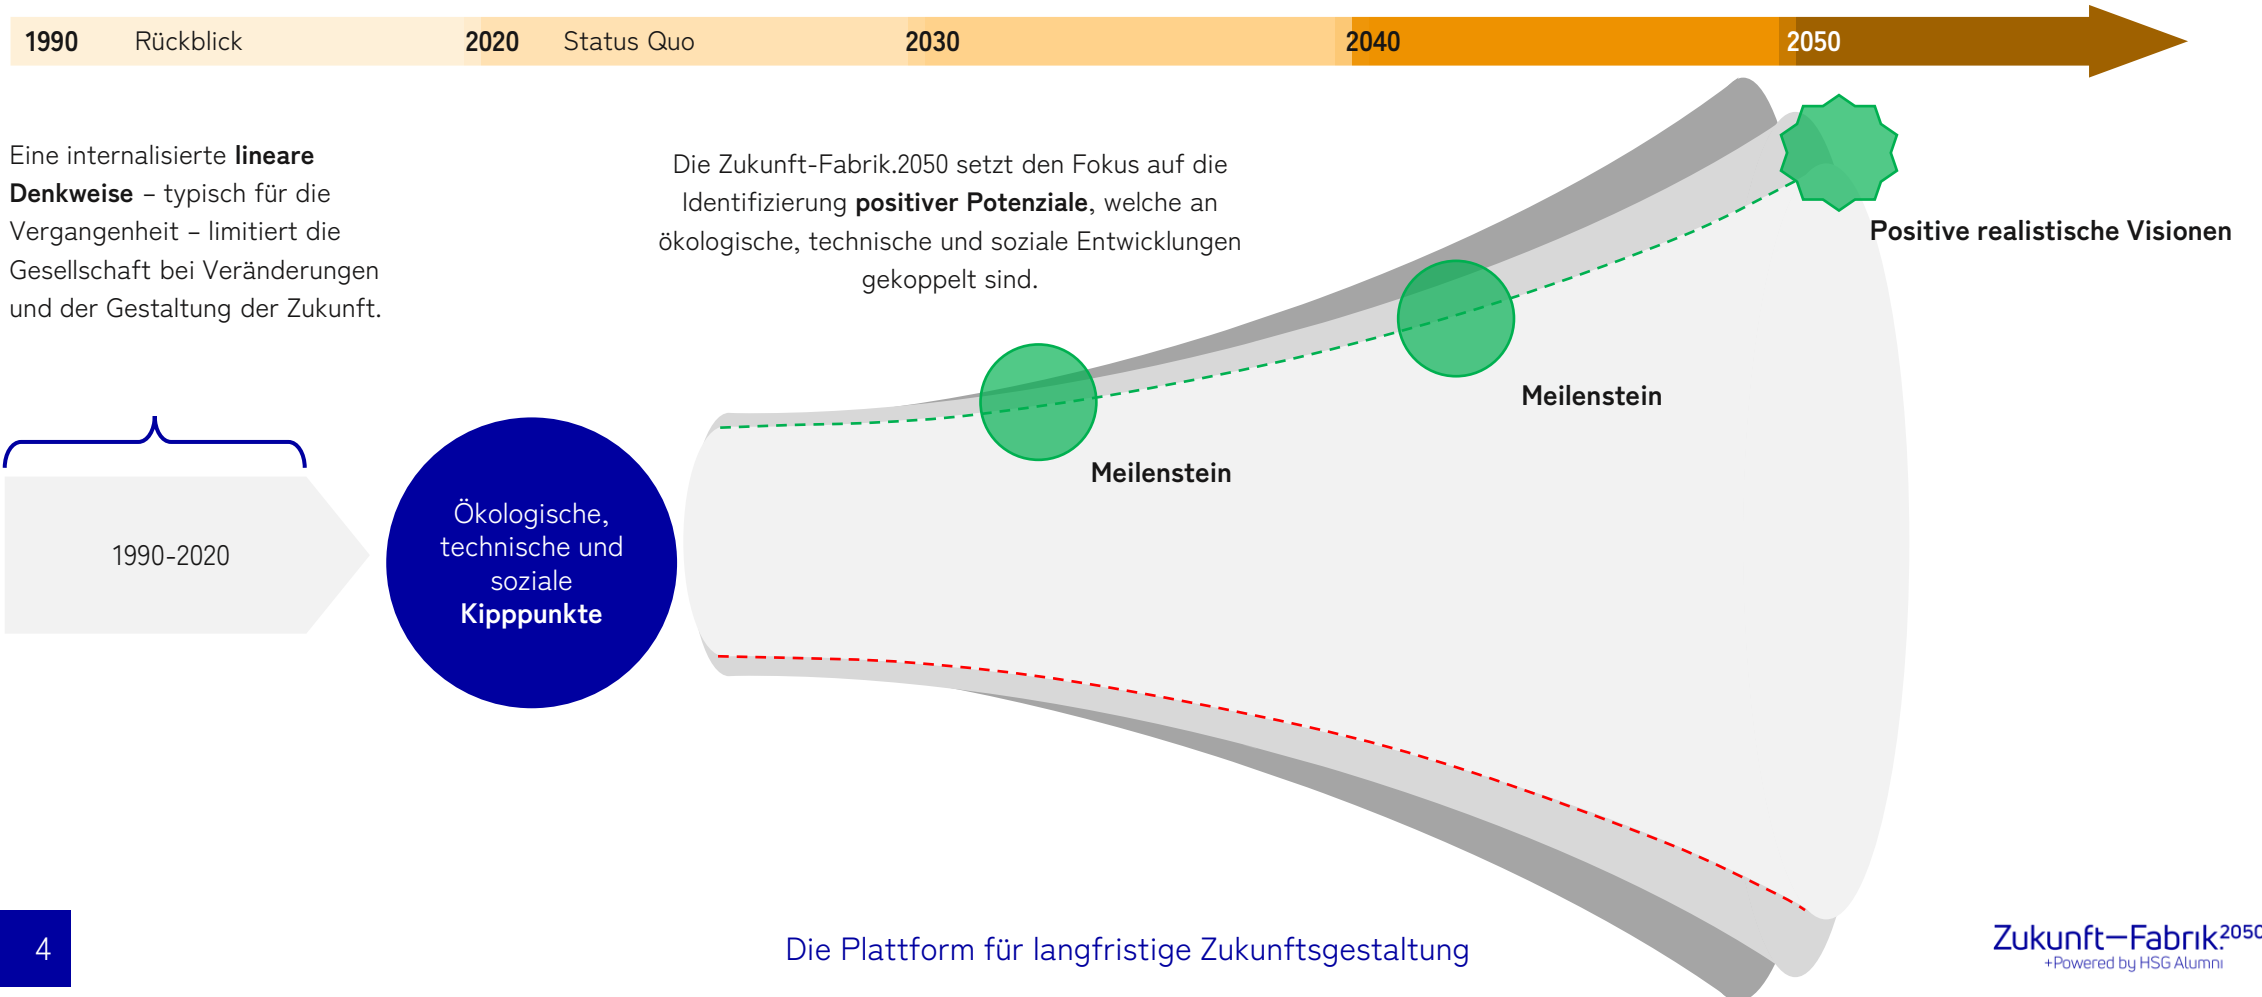 1990 Rückblick 2020 Status Quo 2030 2040 2050
Eine internalisierte lineare
Denkweise – typisch für die
Vergangenheit – limitiert die
Gesellschaft bei Veränderungen
und der Gestaltung der Zukunft.
Die Zukunft-Fabrik.2050 setzt den Fokus auf die
Identifizierung positiver Potenziale, welche an
ökologische, technische und soziale Entwicklungen
gekoppelt sind.
Positive realistische Visionen
Meilenstein
Meilenstein
1990-2020
Ökologische,
technische und
soziale
Kipppunkte
4
Die Plattform für langfristige Zukunftsgestaltung
Zukunft—Fabrik.2050
+Powered by HSG Alumni